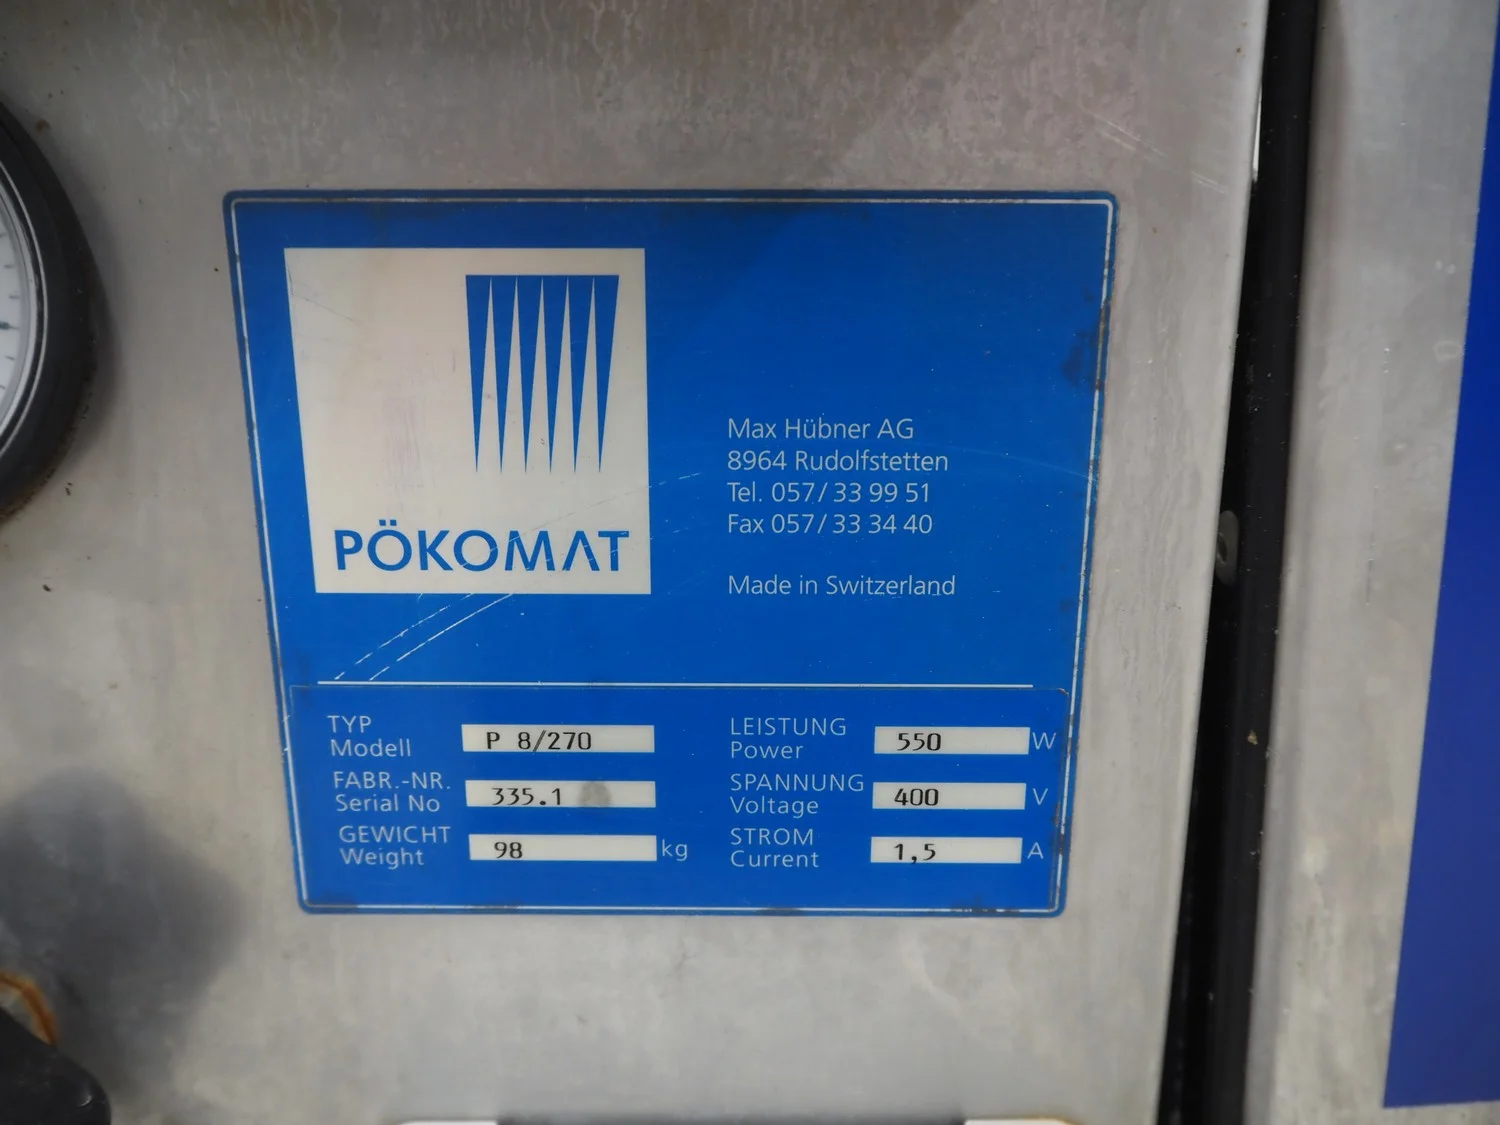 PÖKOMAT
Max Hübner AG
8964 Rudolfstetten
Tel. 057/33 99 51
Fax 057/33 34 40
Made in Switzerland
TYP
Modell
P 8/270
FABR.-NR.
Serial No
335.1
GEWICHT
Weight
98 kg
LEISTUNG
Power
550 W
SPANNUNG
Voltage
400 V
STROM
Current
1,5 A